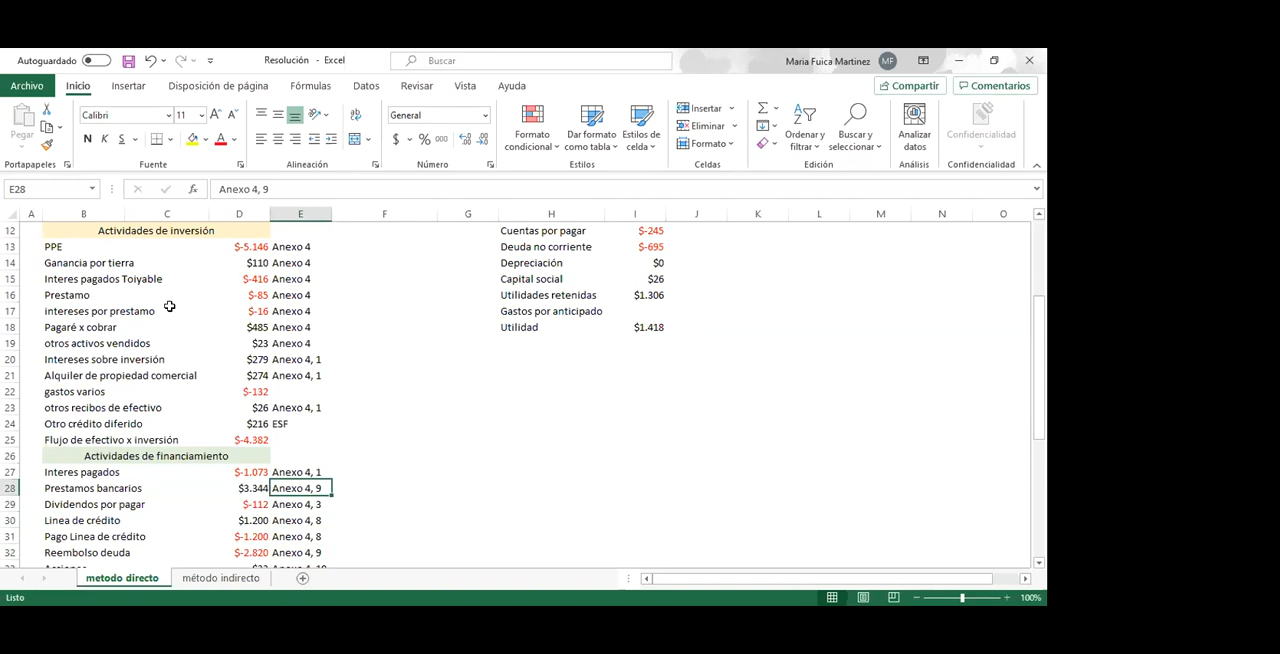 Autoguardado
Resolución - Excel
Buscar
Maria Fuica Martinez
MF
Archivo Inicio Insertar Disposición de página Fórmulas Datos Revisar Vista Ayuda
Compartir
Comentarios
Pegar
Portapapeles
Calibri
11
N K S
Fuente
Alineación
General
$ % 000
Número
Formato condicional
Dar formato como tabla
Estilos de celda
Estilos
Insertar
Eliminar
Formato
Celdas
Ordenar y filtrar
Buscar y seleccionar
Edición
Analizar datos
Análisis
Confidencialidad
Confidencialidad
E28
fx
Anexo 4, 9
A B C D E F G H I J K L M N O
12 Actividades de inversión Cuentas por pagar $-245
13 PPE $-5.146 Anexo 4 Deuda no corriente $-695
14 Ganancia por tierra $110 Anexo 4 Depreciación $0
15 Interes pagados Toiyable $-416 Anexo 4 Capital social $26
16 Prestamo $-85 Anexo 4 Utilidades retenidas $1.306
17 intereses por prestamo $-16 Anexo 4 Gastos por anticipado
18 Pagaré x cobrar $485 Anexo 4 Utilidad $1.418
19 otros activos vendidos $23 Anexo 4
20 Intereses sobre inversión $279 Anexo 4, 1
21 Alquiler de propiedad comercial $274 Anexo 4, 1
22 gastos varios $-132
23 otros recibos de efectivo $26 Anexo 4, 1
24 Otro crédito diferido $216 ESF
25 Flujo de efectivo x inversión $-4.382
26 Actividades de financiamiento
27 Interes pagados $-1.073 Anexo 4, 1
28 Prestamos bancarios $3.344 Anexo 4, 9
29 Dividendos por pagar $-112 Anexo 4, 3
30 Linea de crédito $1.200 Anexo 4, 8
31 Pago Linea de crédito $-1.200 Anexo 4, 8
32 Reembolso deuda $-2.820 Anexo 4, 9
metodo directo
método indirecto
Listo
100%